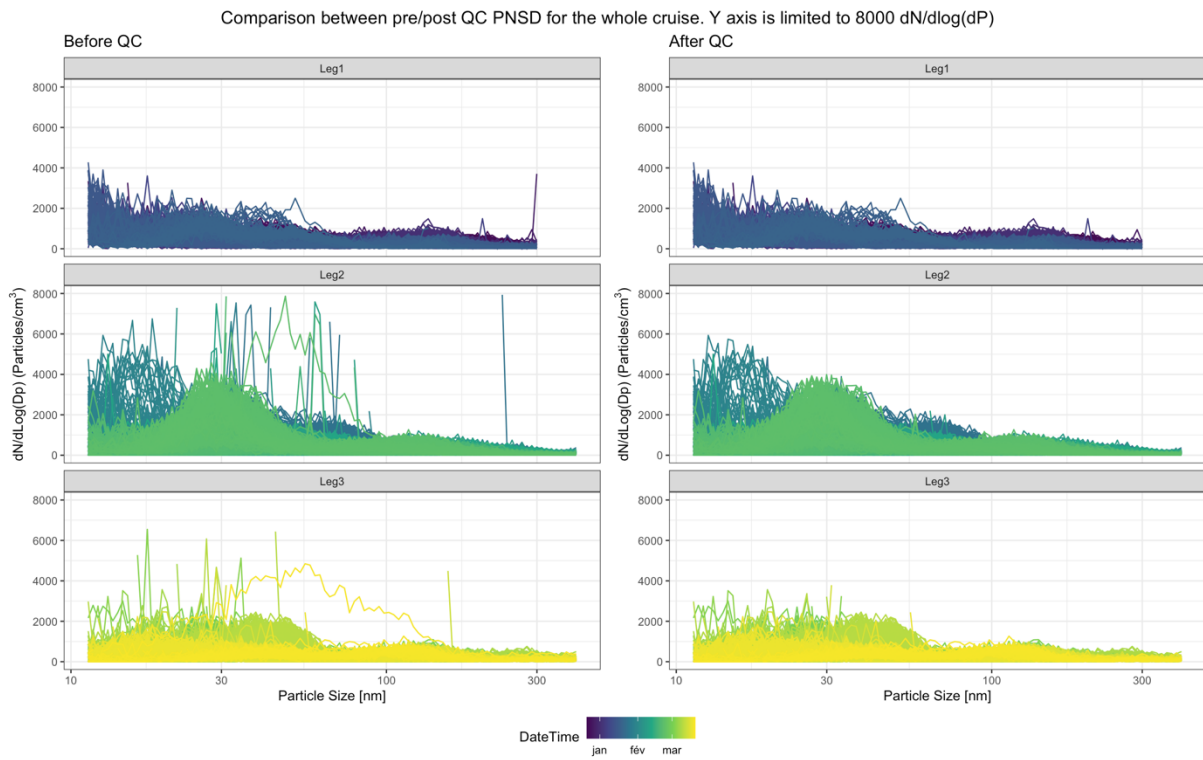 Comparison between pre/post QC PNSD for the whole cruise. Y axis is limited to 8000 dN/dlog(dP)
Before QC
Leg1
8000
6000
4000
2000
0
Leg2
8000
6000
4000
2000
0
Leg3
8000
6000
4000
2000
0
10
30
100
300
dN/dLog(Dp) (Particles/cm³)
Particle Size [nm]
After QC
Leg1
8000
6000
4000
2000
0
Leg2
8000
6000
4000
2000
0
Leg3
8000
6000
4000
2000
0
10
30
100
300
dN/dLog(Dp) (Particles/cm³)
Particle Size [nm]
DateTime
jan
fév
mar